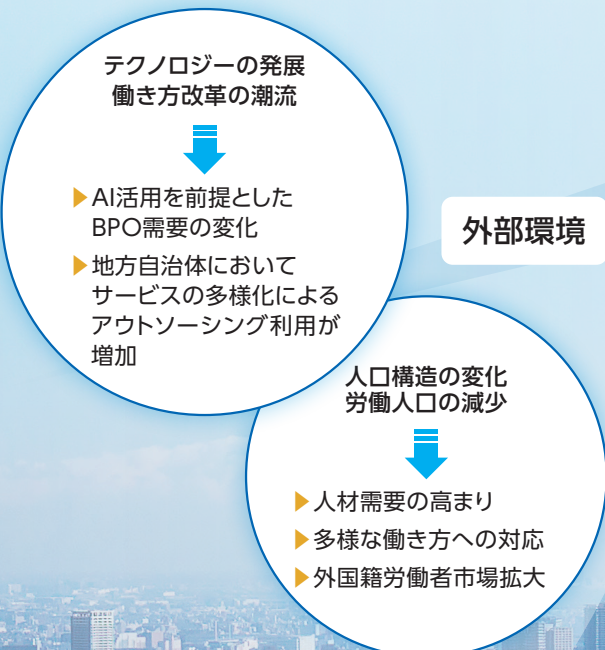 テクノロジーの発展
働き方改革の潮流
▶AI活用を前提とした
BPO需要の変化
▶地方自治体において
サービスの多様化による
アウトソーシング利用が
増加
外部環境
人口構造の変化
労働人口の減少
▶人材需要の高まり
▶多様な働き方への対応
▶外国籍労働者市場拡大